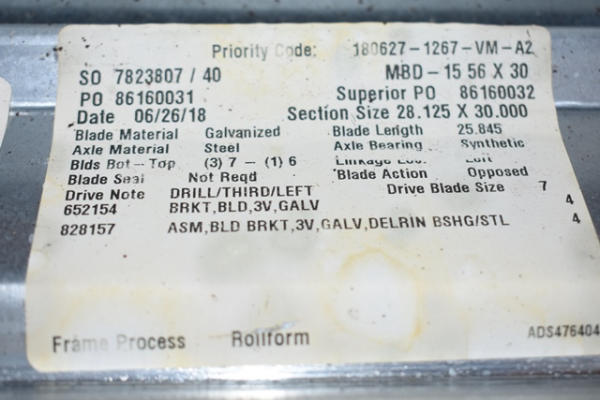 Priority Code: 180627-1267-VM-A2
SO 7823807 / 40 MBD-15 56 X 30
PO 86160031 Superior PO 86160032
Date 06/26/18 Section Size 28.125 X 30.000
Blade Material Galvanized Blade Length 25.845
Axle Material Steel Axle Bearing Synthetic
Blds Bot-Top (3) 7 - (1) 6 Linkage Loc. Left
Blade Seal Not Reqd Blade Action Opposed
Drive Note DRILL/THIRD/LEFT Drive Blade Size 7
652154 BRKT,BLD,3V,GALV 4
828157 ASM,BLD BRKT,3V,GALV,DELRIN BSHG/STL 4
Frame Process Rollform ADS476404